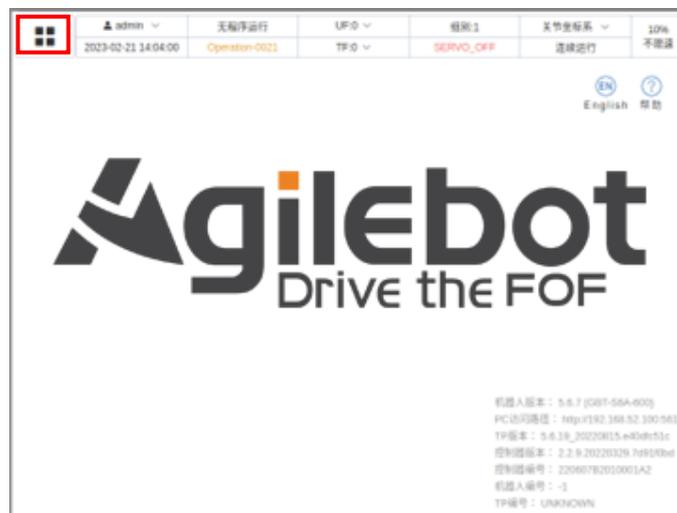 admin 无程序运行 UF:0 组别:1 关节坐标系 10%
2023-02-21 14:04:00 Operation-0021 TF:0 SERVO_OFF 连续运行 不限速
EN ?
English 帮助
Agilebot
Drive the FOF
机器人版本： 5.6.7 (GBT-S6A-600)
PC访问路径： http://192.168.52.100:561
TP版本： 5.6.19_20220815.e40dfc51c
控制器版本： 2.2.9.20220329.
控制器编号： 220607B2010001A2
机器人编号： -1
TP编号： UNKNOWN